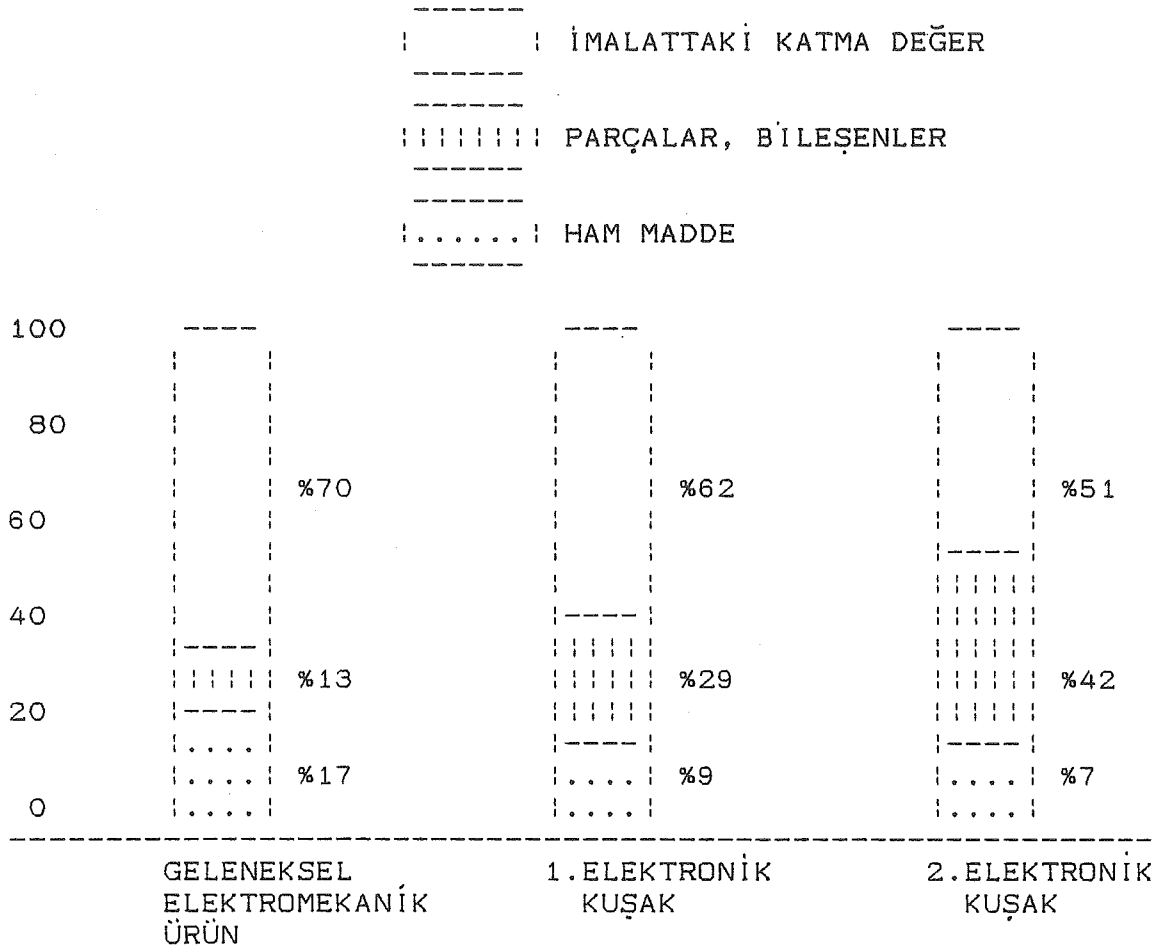 İMALATTAKİ KATMA DEĞER
PARÇALAR, BİLEŞENLER
HAM MADDE
100
80
%70 %62 %51
60
40
%13 %29 %42
20
%17 %9 %7
0
GELENEKSEL 1.ELEKTRONİK 2.ELEKTRONİK
ELEKTROMEKANİK KUŞAK KUŞAK
ÜRÜN